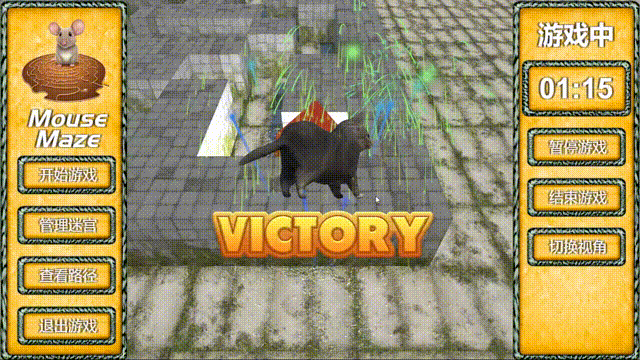 Mouse
Maze
开始游戏
管理迷宫
查看路径
退出游戏
VICTORY
游戏中
01:15
暂停游戏
结束游戏
切换视角